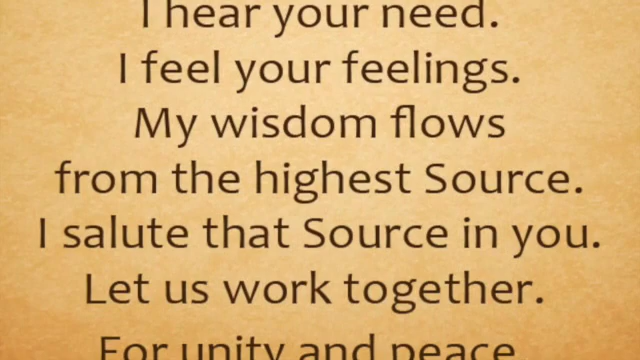 I hear your need.
I feel your feelings.
My wisdom flows
from the highest Source.
I salute that Source in you.
Let us work together.
For unity and peace